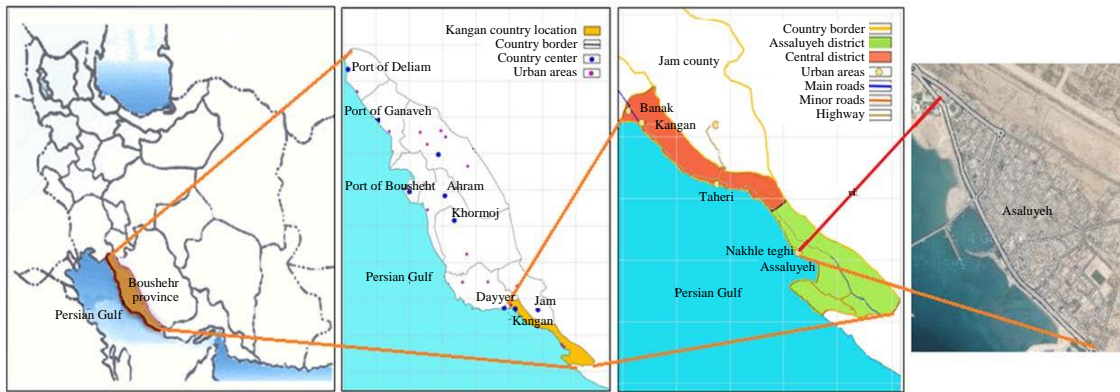 Boushehr
province
Persian Gulf
Kangan country location
Country border
Country center
Urban areas
Port of Deliam
Port of Ganaveh
Port of Bousheht
Ahram
Khormoj
Persian Gulf
Dayyer
Jam
Kangan
Country border
Assaluyeh district
Central district
Urban areas
Main roads
Minor roads
Highway
Jam county
Banak
Kangan
Taheri
Nakhle teghi
Assaluyeh
Persian Gulf
Asaluyeh